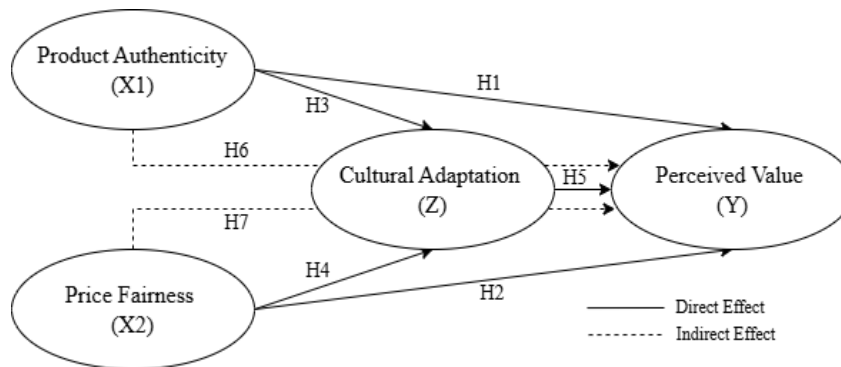 Product Authenticity
(X1)
H1
H3
H6
Cultural Adaptation
(Z)
H5
Perceived Value
(Y)
H7
H4
Price Fairness
(X2)
H2
Direct Effect
Indirect Effect